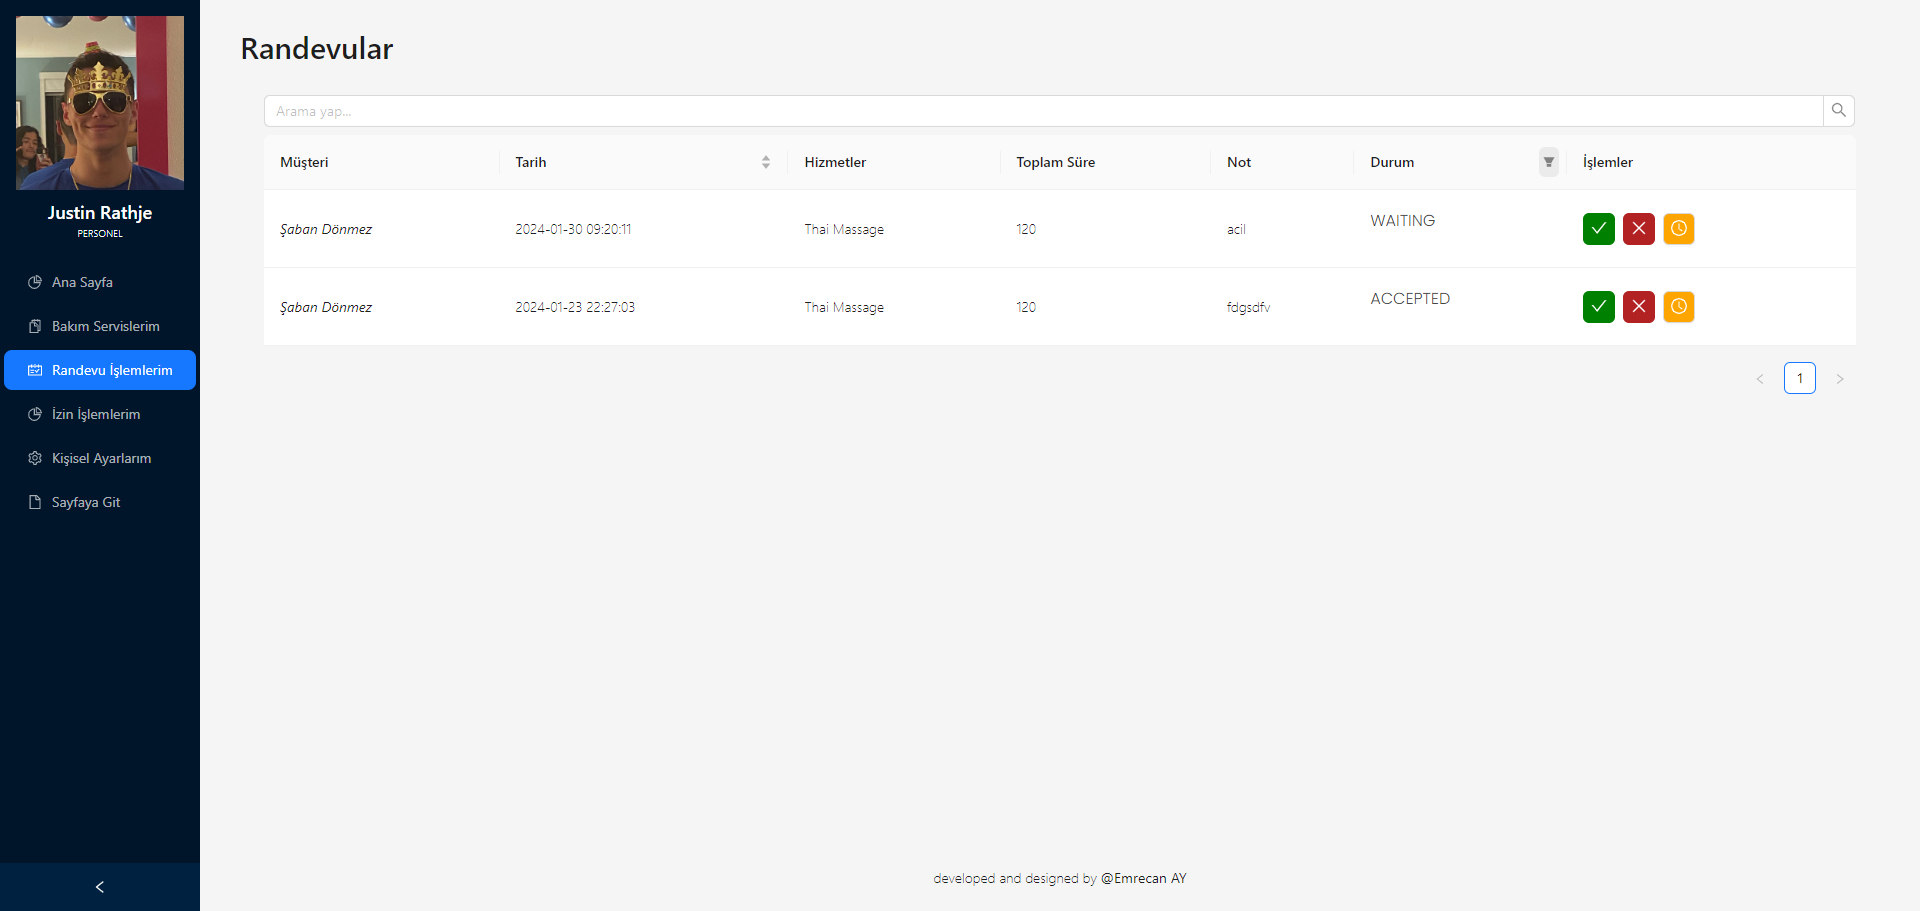 Justin Rathje
PERSONEL
Ana Sayfa
Bakım Servislerim
Randevu İşlemlerim
İzin İşlemlerim
Kişisel Ayarlarım
Sayfaya Git
Randevular
Arama yap...
Müşteri Tarih Hizmetler Toplam Süre Not Durum İşlemler
Şaban Dönmez 2024-01-30 09:20:11 Thai Massage 120 acil WAITING
Şaban Dönmez 2024-01-23 22:27:03 Thai Massage 120 fdgsdfv ACCEPTED
1
developed and designed by @Emrecan AY